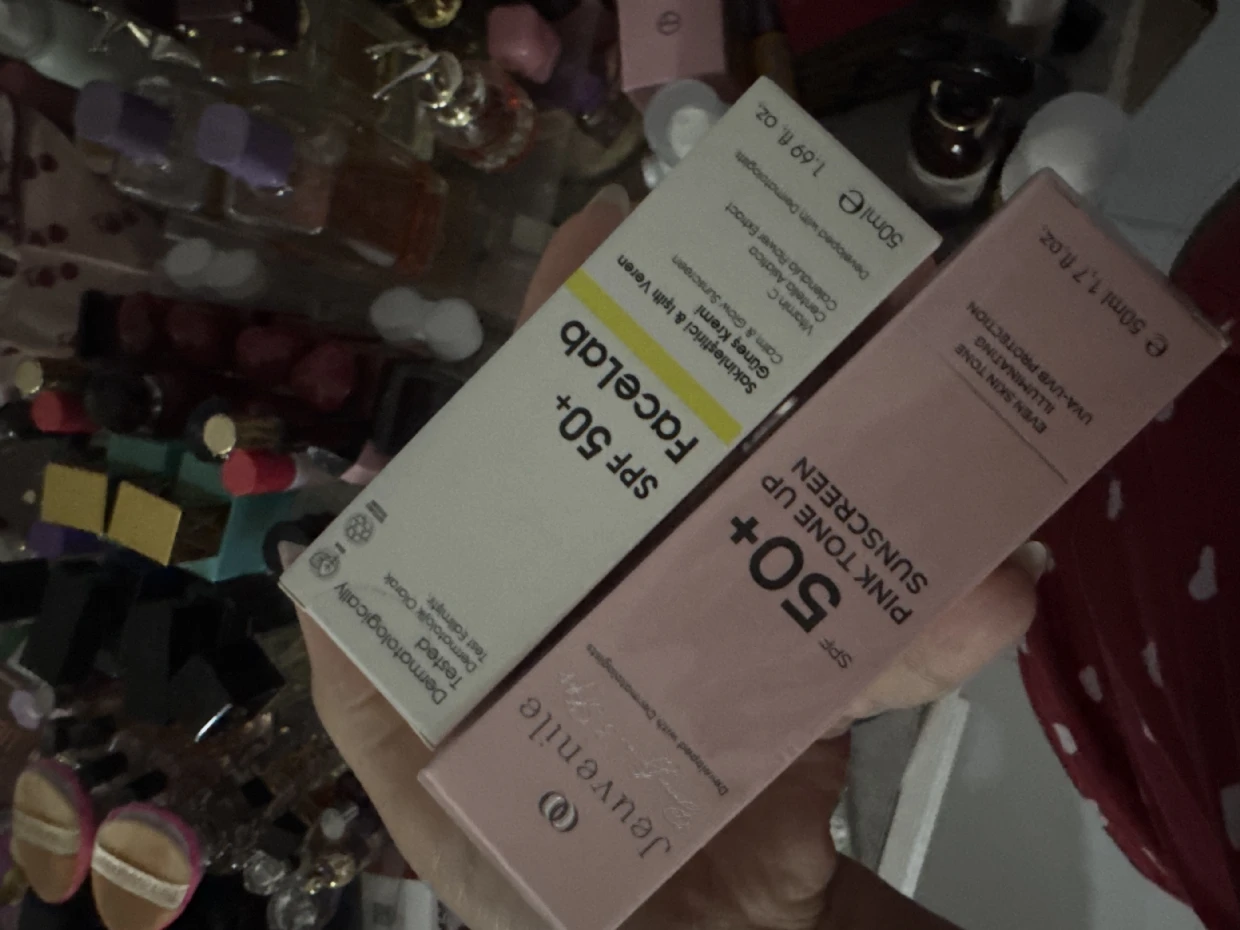 Dermatologically
Tested
Dermatolojik Olarak
Test Edilmiştir.
SPF 50+
FaceLab
Sakinleştirici & Işıltı Veren
Güneş Kremi
Calm & Glow Sunscreen
Vitamin C
Centella Asiatica
Calendula Flower Extract
Developed with Dermatologists
50ml e 1.69 fl. oz.
Jeuvenile
Developed with Dermatologists
SPF
50+
PINK TONE UP
SUNSCREEN
EVEN SKIN TONE
ILLUMINATING
UVA-UVB PROTECTION
e 50ml 1,7 fl.oz.